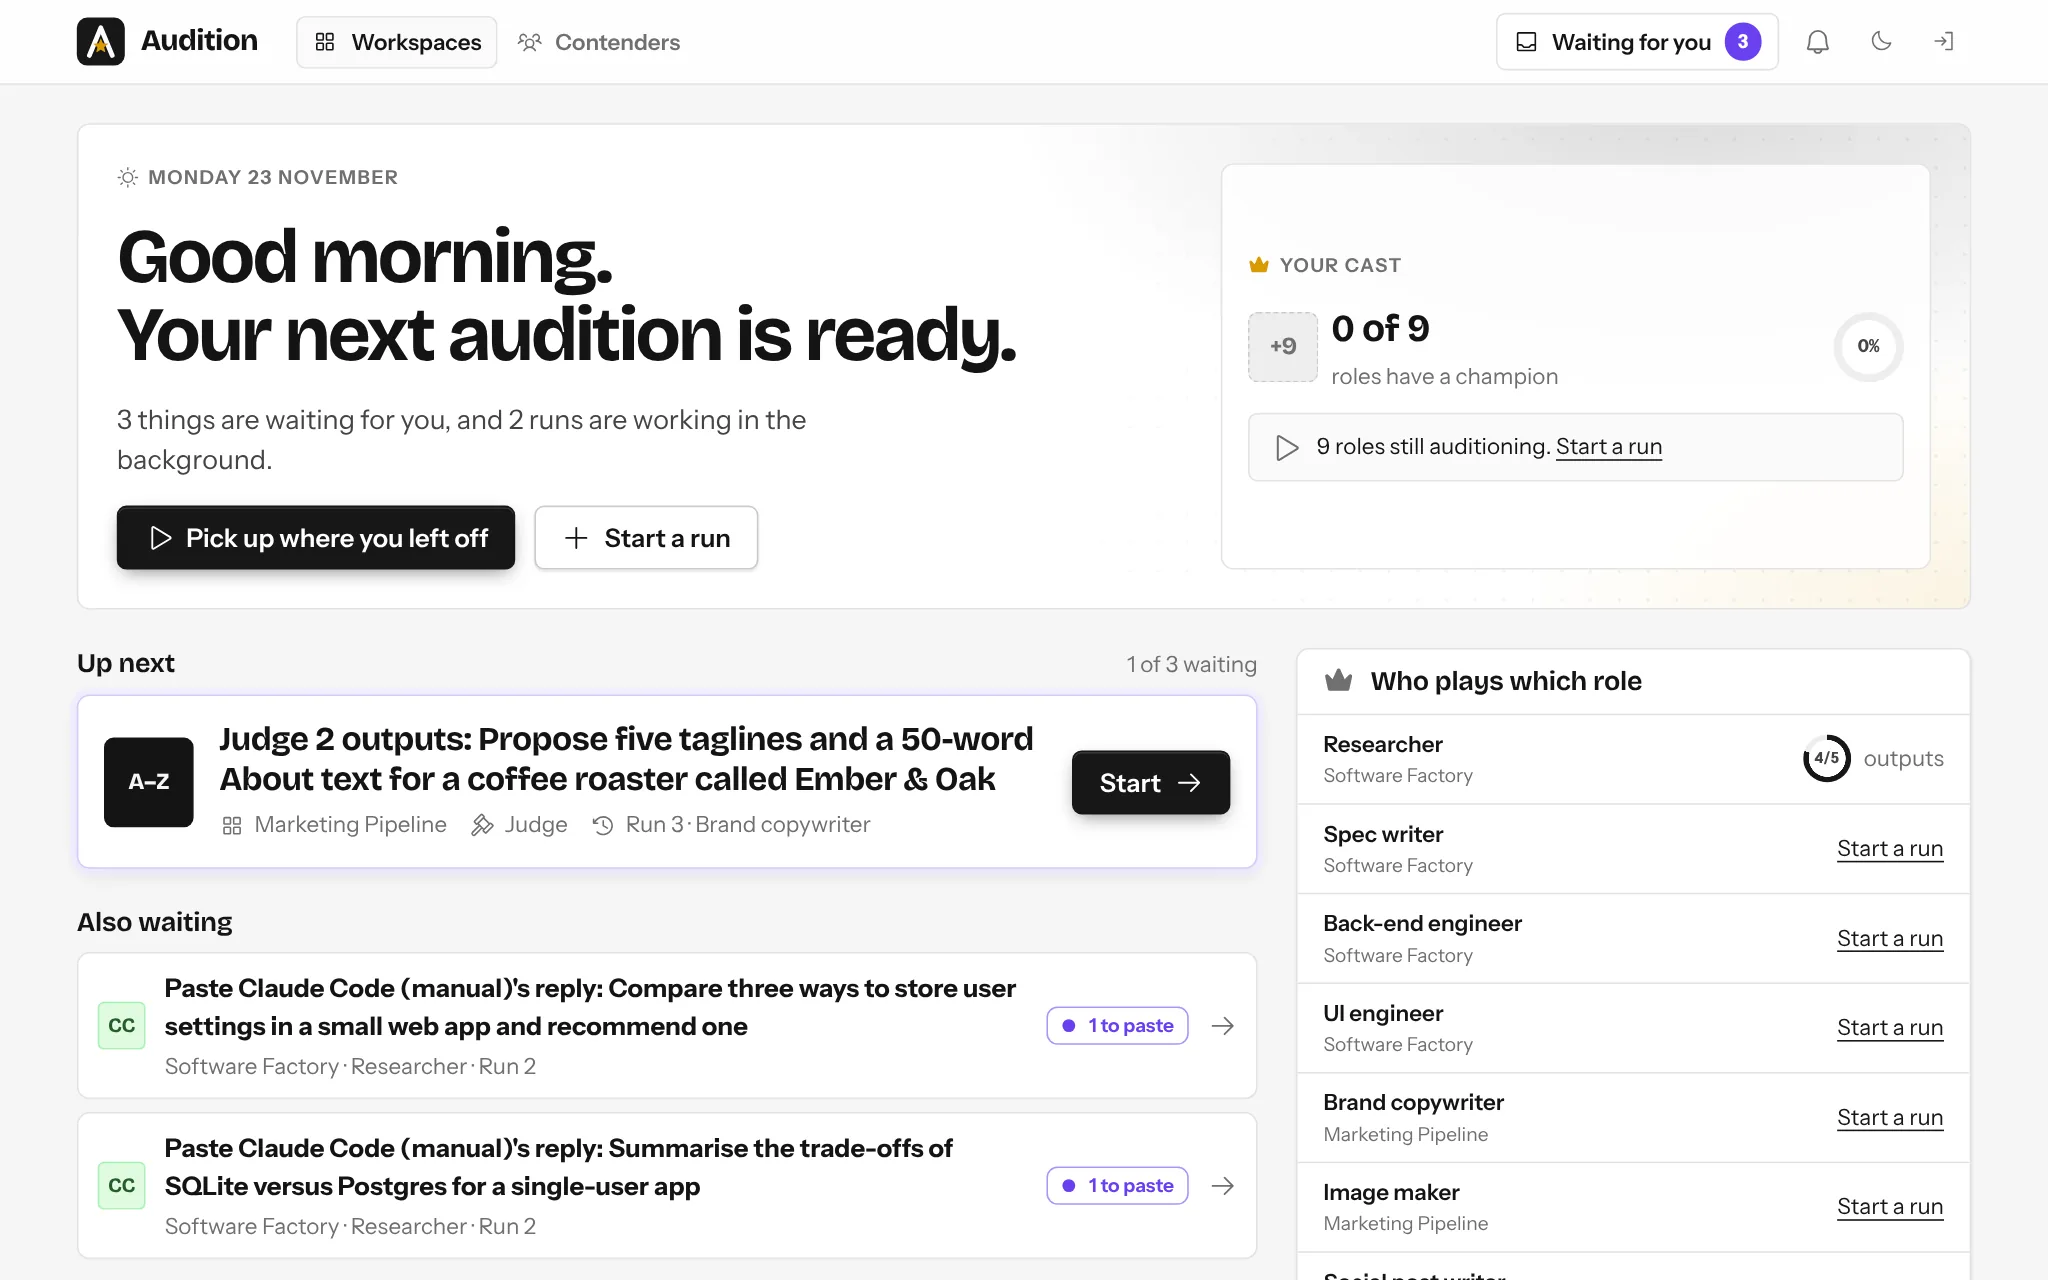 Audition
Workspaces
Contenders
Waiting for you 3
MONDAY 23 NOVEMBER
Good morning.
Your next audition is ready.
3 things are waiting for you, and 2 runs are working in the
background.
Pick up where you left off
Start a run
YOUR CAST
+9
0 of 9
roles have a champion
0%
9 roles still auditioning. Start a run
Up next
1 of 3 waiting
A–Z
Judge 2 outputs: Propose five taglines and a 50-word
About text for a coffee roaster called Ember & Oak
Marketing Pipeline
Judge
Run 3 · Brand copywriter
Start
Also waiting
CC
Paste Claude Code (manual)'s reply: Compare three ways to store user
settings in a small web app and recommend one
Software Factory · Researcher · Run 2
1 to paste
CC
Paste Claude Code (manual)'s reply: Summarise the trade-offs of
SQLite versus Postgres for a single-user app
Software Factory · Researcher · Run 2
1 to paste
Who plays which role
Researcher
Software Factory
4/5 outputs
Spec writer
Software Factory
Start a run
Back-end engineer
Software Factory
Start a run
UI engineer
Software Factory
Start a run
Brand copywriter
Marketing Pipeline
Start a run
Image maker
Marketing Pipeline
Start a run